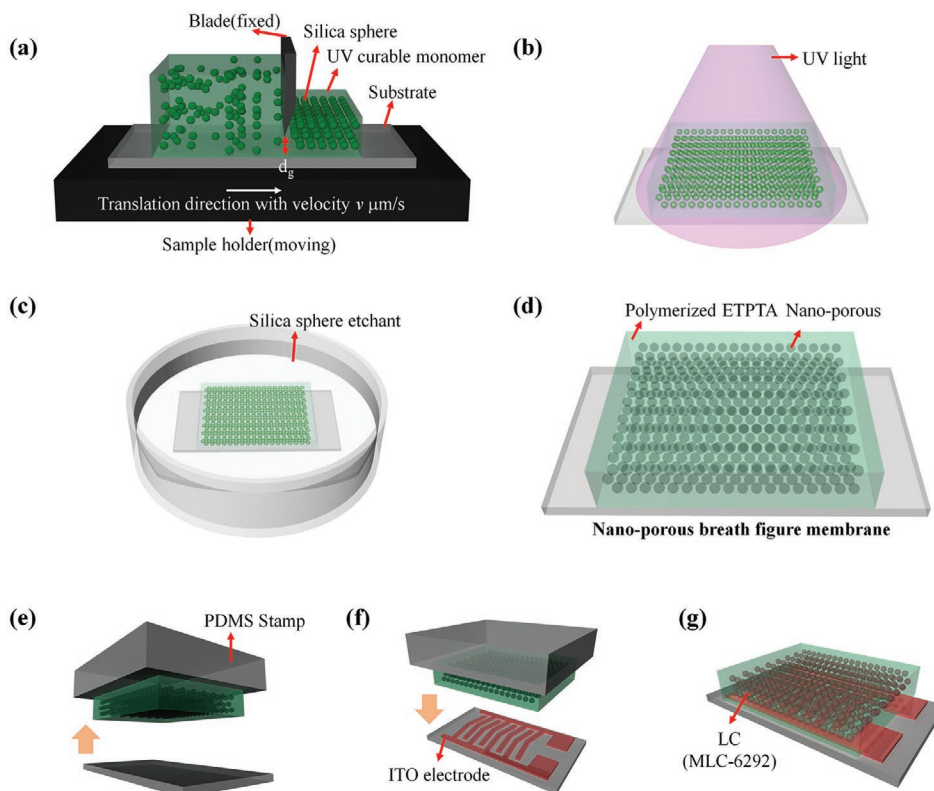 (a)
Blade(fixed)
Silica sphere
UV curable monomer
Substrate
dg
Translation direction with velocity v μm/s
Sample holder(moving)
(b)
UV light
(c)
Silica sphere etchant
(d)
Polymerized ETPTA Nano-porous
Nano-porous breath figure membrane
(e)
PDMS Stamp
(f)
ITO electrode
(g)
LC
(MLC-6292)